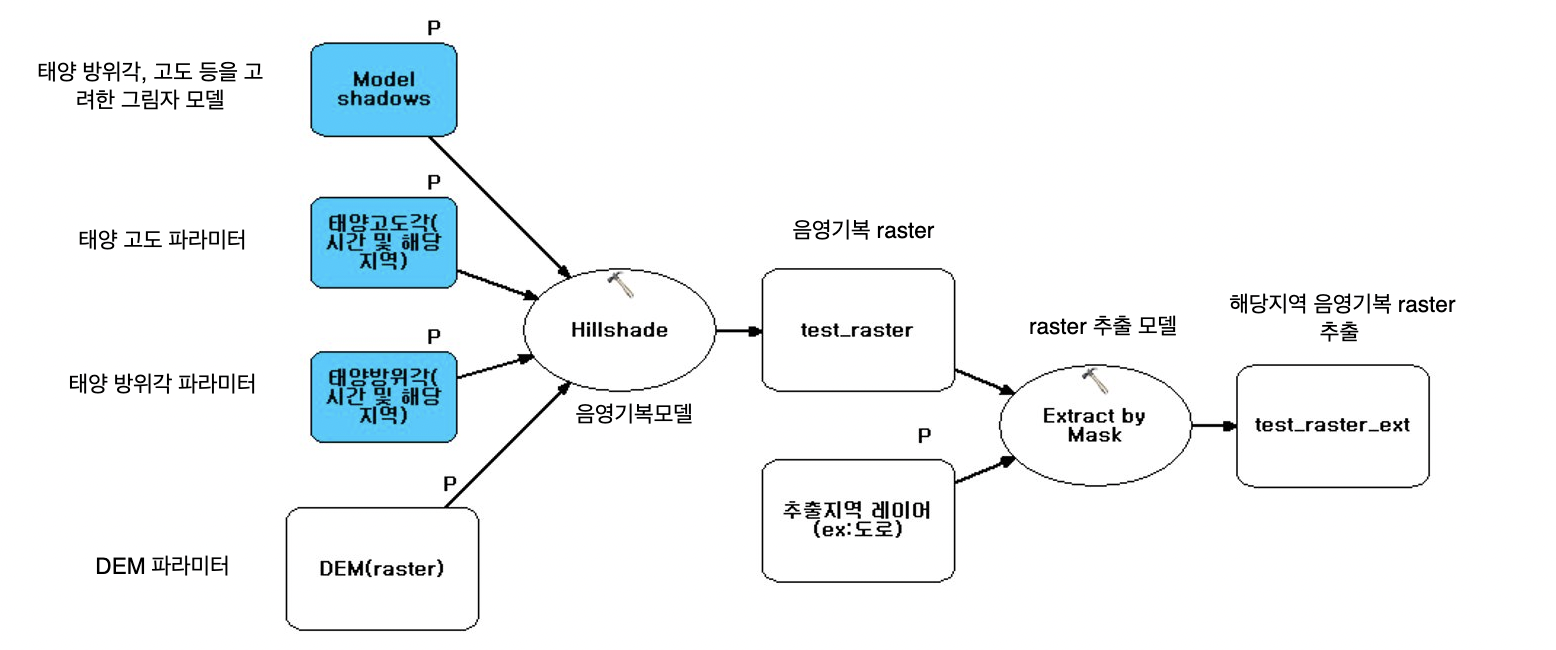 P
태양 방위각, 고도 등을 고
려한 그림자 모델
Model
shadows
P
태양 고도 파라미터
태양고도각(
시간 및 해당
지역)
음영기복 raster
P
태양 방위각 파라미터
태양방위각(
시간 및 해당
지역)
Hillshade
음영기복모델
test_raster
raster 추출 모델
해당지역 음영기복 raster
추출
Extract by
Mask
test_raster_ext
P
추출지역 레이어
(ex:도로)
P
DEM 파라미터
DEM(raster)